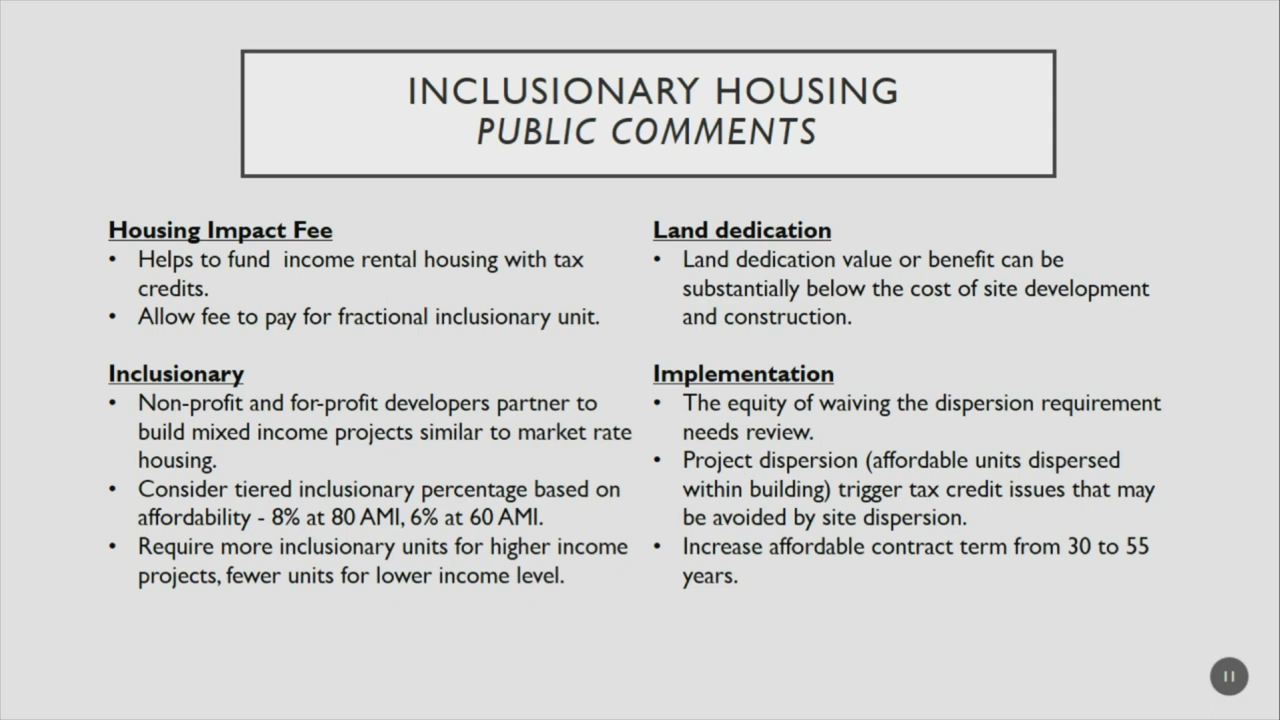 INCLUSIONARY HOUSING
PUBLIC COMMENTS
Housing Impact Fee
• Helps to fund  income rental housing with tax
credits.
• Allow fee to pay for fractional inclusionary unit.
Inclusionary
• Non-profit and for-profit developers partner to
build mixed income projects similar to market rate
housing.
• Consider tiered inclusionary percentage based on
affordability - 8% at 80 AMI, 6% at 60 AMI.
• Require more inclusionary units for higher income
projects, fewer units for lower income level.
Land dedication
• Land dedication value or benefit can be
substantially below the cost of site development
and construction.
Implementation
• The equity of waiving the dispersion requirement
needs review.
• Project dispersion (affordable units dispersed
within building) trigger tax credit issues that may
be avoided by site dispersion.
• Increase affordable contract term from 30 to 55
years.
11